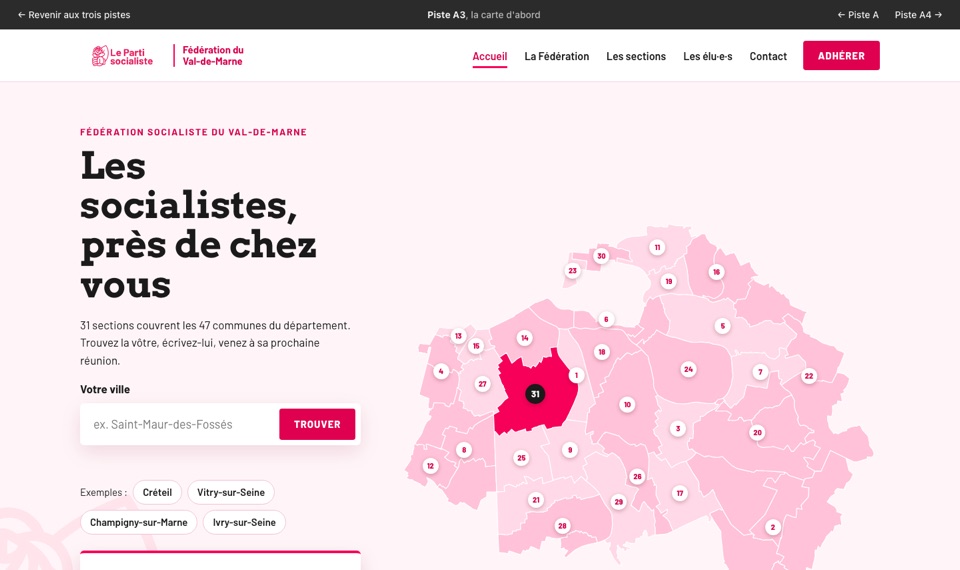 ← Revenir aux trois pistes
Piste A3, la carte d'abord
← Piste A
Piste A4 →
Le Parti
socialiste
Fédération du
Val-de-Marne
Accueil
La Fédération
Les sections
Les élu·e·s
Contact
ADHÉRER
FÉDÉRATION SOCIALISTE DU VAL-DE-MARNE
Les
socialistes,
près de chez
vous
31 sections couvrent les 47 communes du département.
Trouvez la vôtre, écrivez-lui, venez à sa prochaine
réunion.
Votre ville
ex. Saint-Maur-des-Fossés
TROUVER
Exemples :
Créteil
Vitry-sur-Seine
Champigny-sur-Marne
Ivry-sur-Seine
11
30
23
16
19
6
5
13
14
15
18
4
27
1
24
7
22
31
10
3
20
8
9
25
12
26
21
29
17
28
2